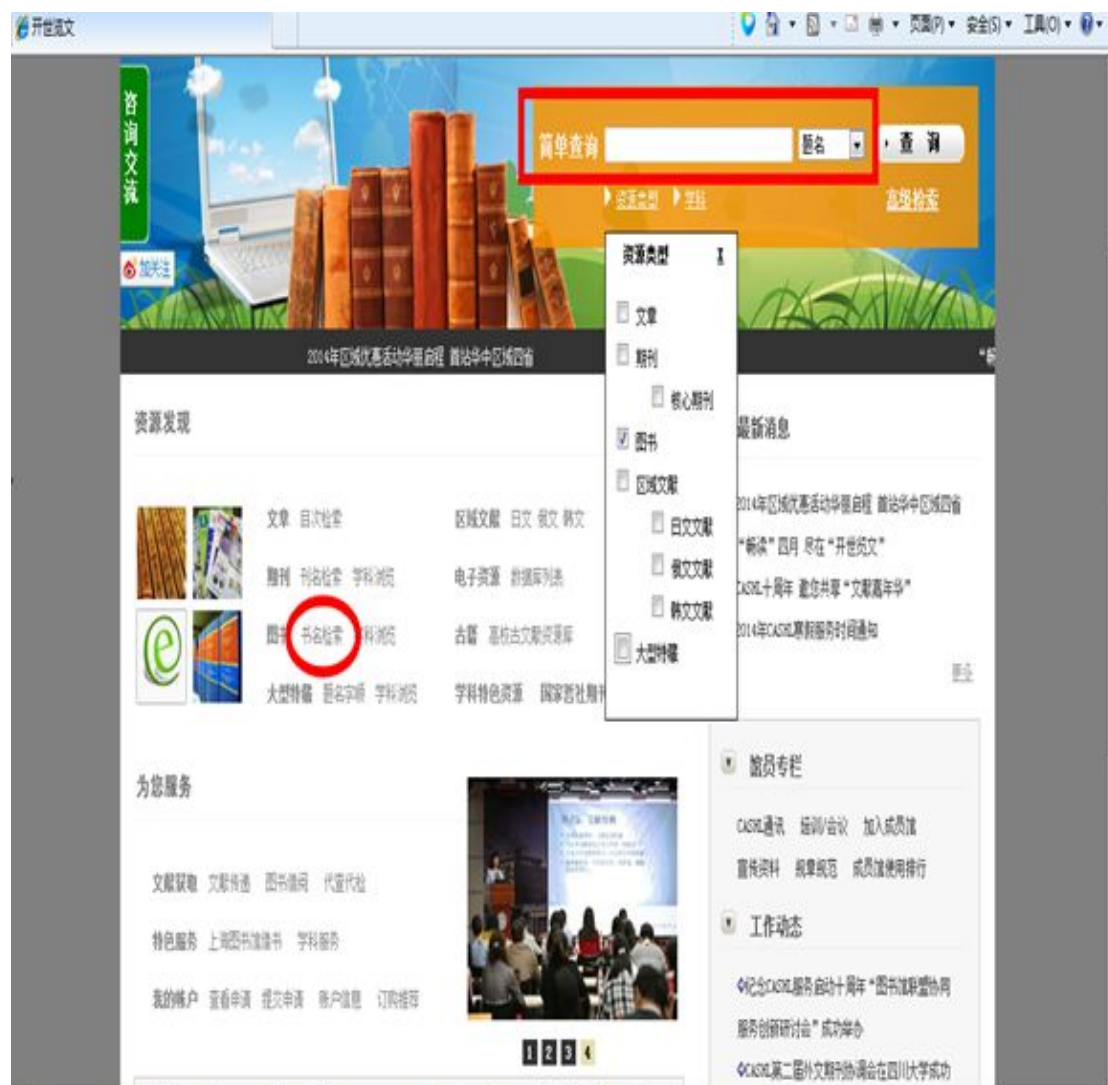 开世览文
页面(P) 安全(S) 工具(O)
咨询交流
加关注
简单查询 题名 查询
资源类型 学科 高级检索
资源类型 X
文章
期刊
核心期刊
图书
区域文献
日文文献
俄文文献
韩文文献
大型特藏
2014年区域优惠活动华丽启程 首站华中区域四省
资源发现
文章 目次检索 区域文献 日文 俄文 韩文
期刊 刊名检索 学科浏览 电子资源 数据库列表
图书 书名检索 学科浏览 古籍 高校古文献资源库
大型特藏 题名字顺 学科浏览 学科特色资源 国家哲社期刊
最新消息
2014年区域优惠活动华丽启程 首站华中区域四省
“畅读”四月 尽在“开世览文”
CASHL十周年 邀您共享“文献嘉年华”
2014年CASHL寒假服务时间通知
更多
为您服务
文献获取 文献传递 图书借阅 代查代检
特色服务 上海图书馆借书 学科服务
我的帐户 查看申请 提交申请 账户信息 订购推荐
1 2 3 4
馆员专栏
CASHL通讯 培训/会议 加入成员馆
宣传资料 规章规范 成员馆使用排行
工作动态
纪念CASHL服务启动十周年“图书馆联盟协同
服务创新研讨会”成功举办
CASHL第二届外文期刊协调会在四川大学成功